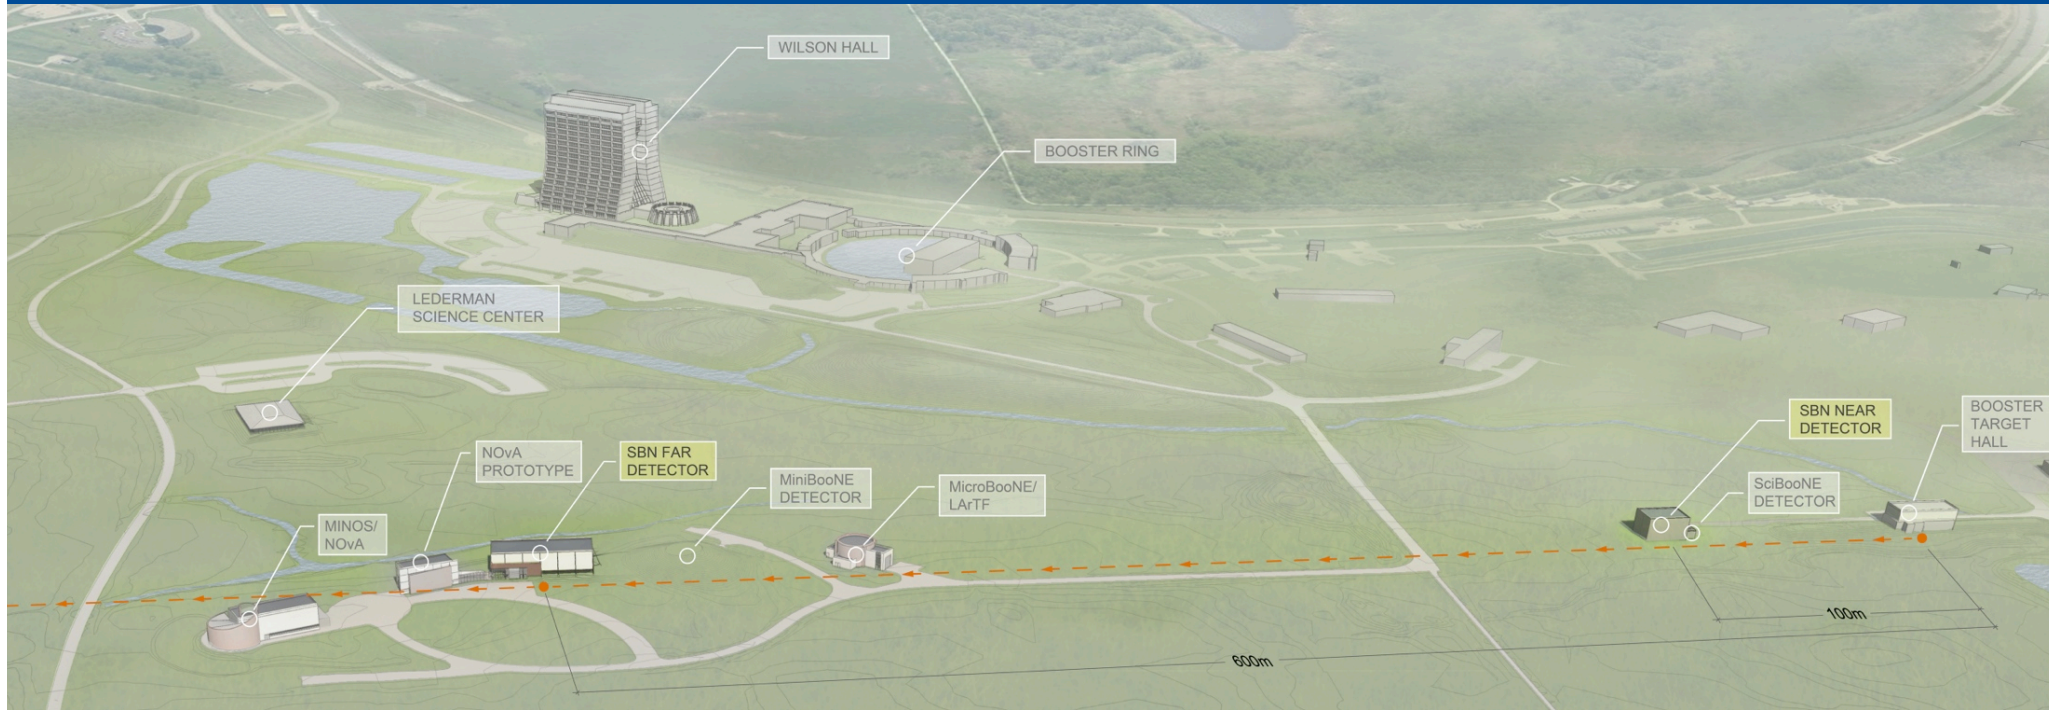 WILSON HALL
BOOSTER RING
LEDERMAN
SCIENCE CENTER
SBN NEAR
DETECTOR
BOOSTER
TARGET
HALL
NOvA
PROTOTYPE
SBN FAR
DETECTOR
MiniBooNE
DETECTOR
MicroBooNE/
LArTF
SciBooNE
DETECTOR
MINOS/
NOvA
100m
600m